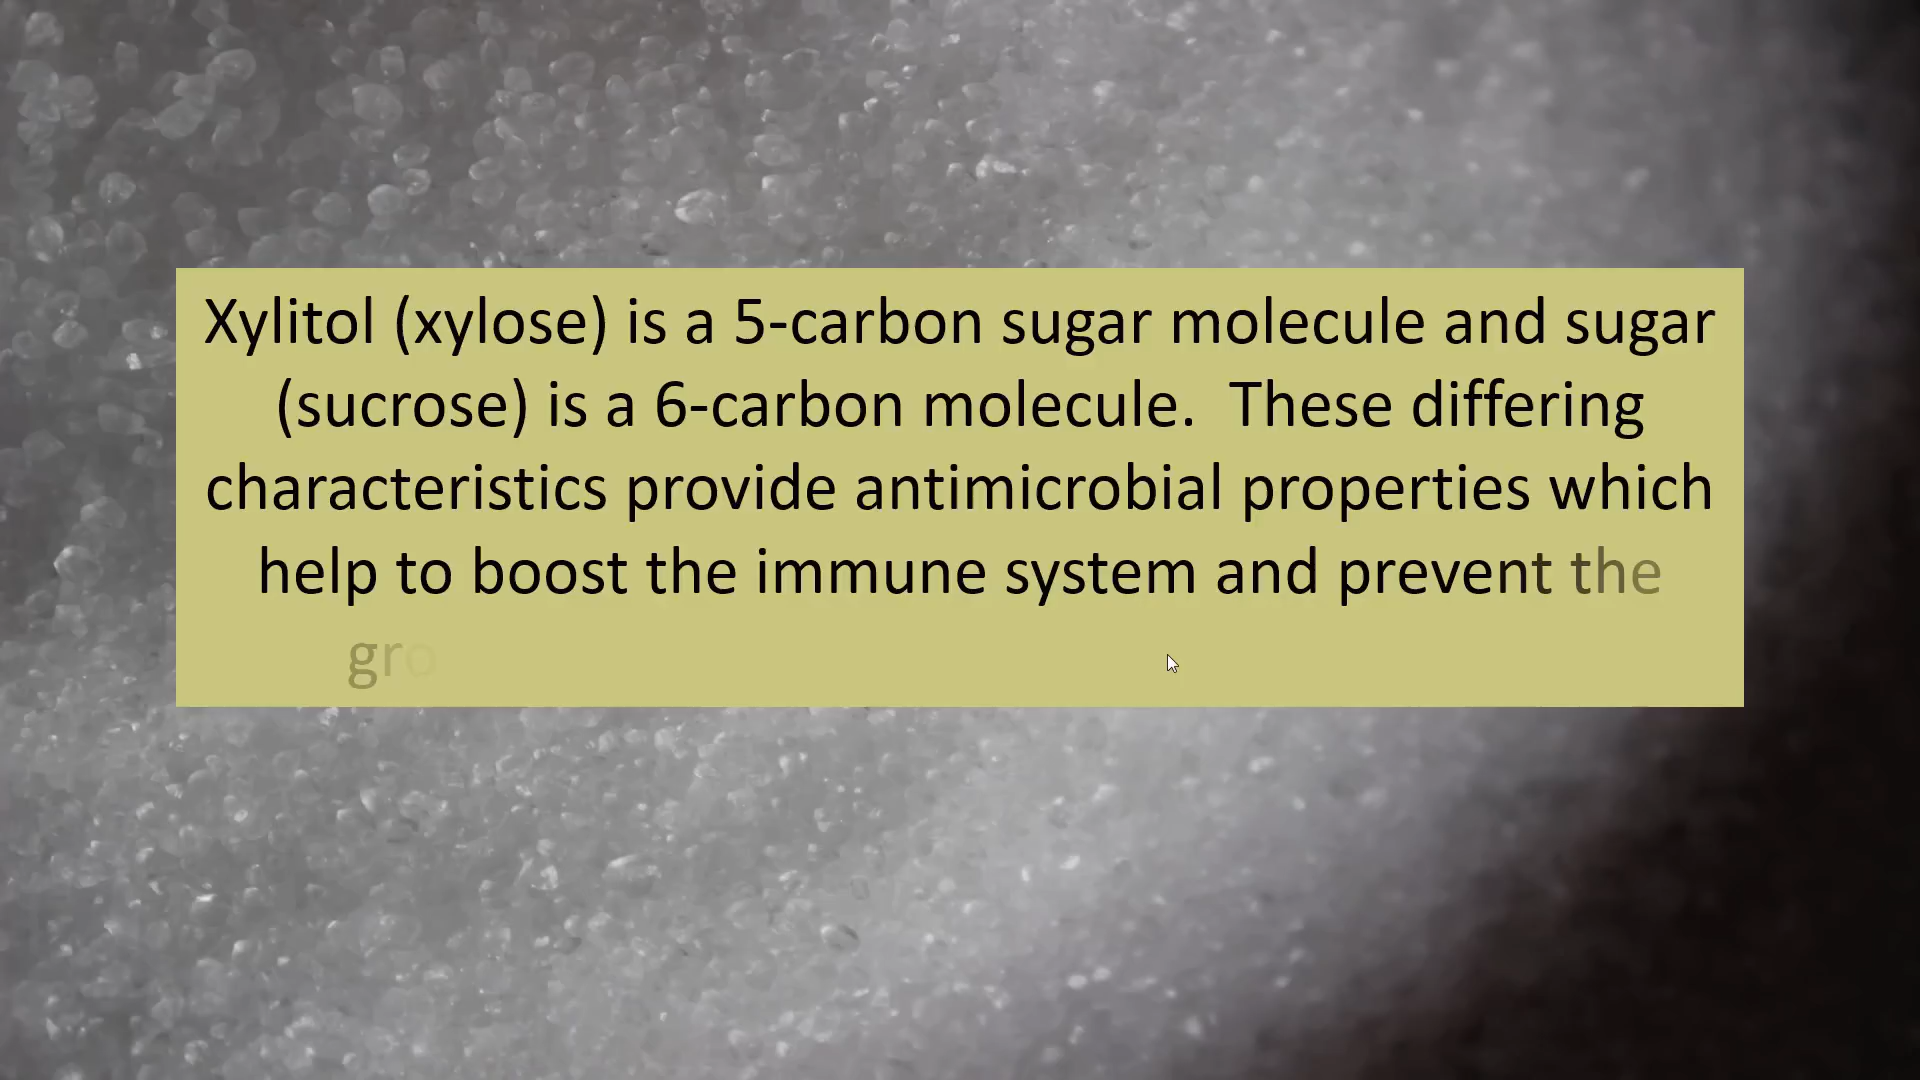 Xylitol (xylose) is a 5-carbon sugar molecule and sugar
(sucrose) is a 6-carbon molecule.  These differing
characteristics provide antimicrobial properties which
help to boost the immune system and prevent the
gro